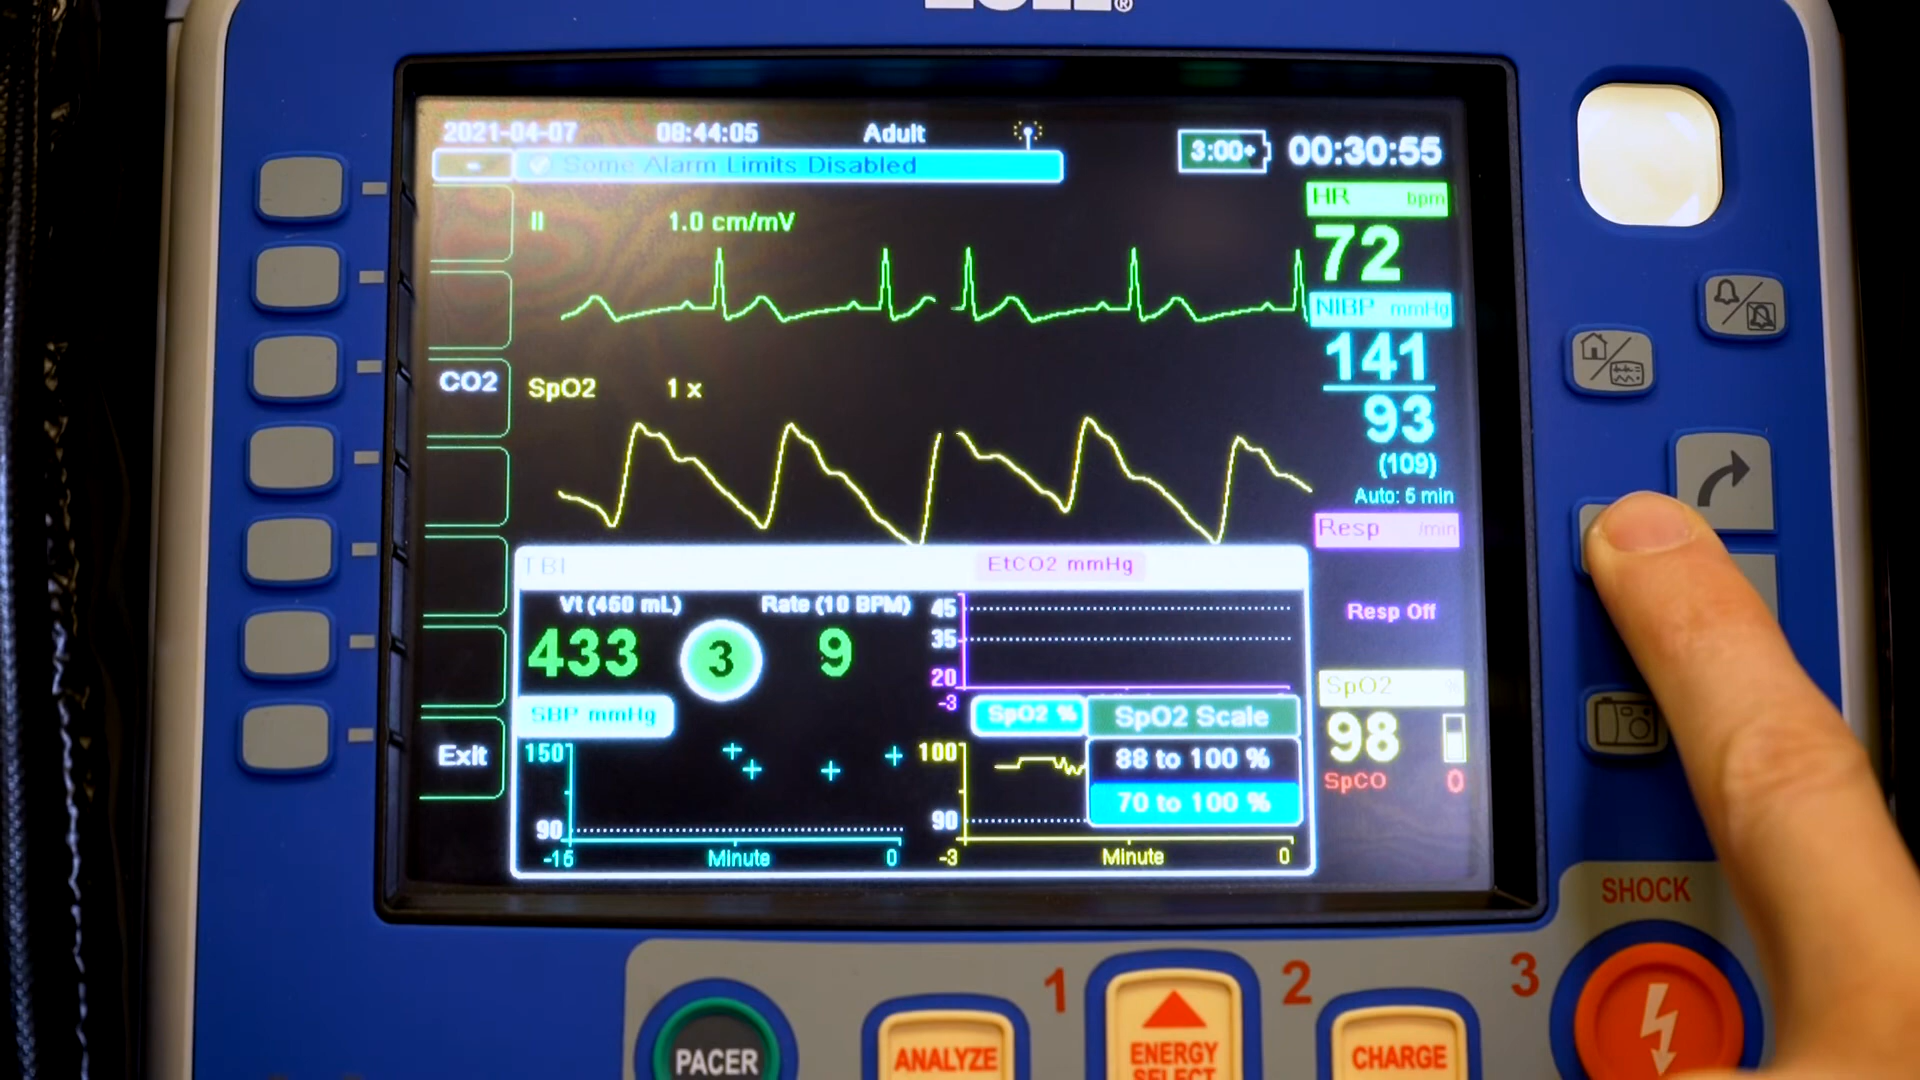 ZOLL®
2021-04-07 08:44:05 Adult 3:00+ 00:30:55
Some Alarm Limits Disabled
HR bpm
II 1.0 cm/mV
72
NIBP mmHg
141
CO2 SpO2 1 x
93
(109)
Auto: 5 min
Resp /min
TBI EtCO2 mmHg
Vt (450 mL) Rate (10 BPM) 45
Resp Off
433 3 9 35
20
-3
SpO2 %
SBP mmHg SpO2 % SpO2 Scale
98
Exit 150 100 88 to 100 %
SpCO 0
70 to 100 %
90 90
-15 Minute 0 -3 Minute 0
SHOCK
1 2 3
PACER ANALYZE ENERGY SELECT CHARGE